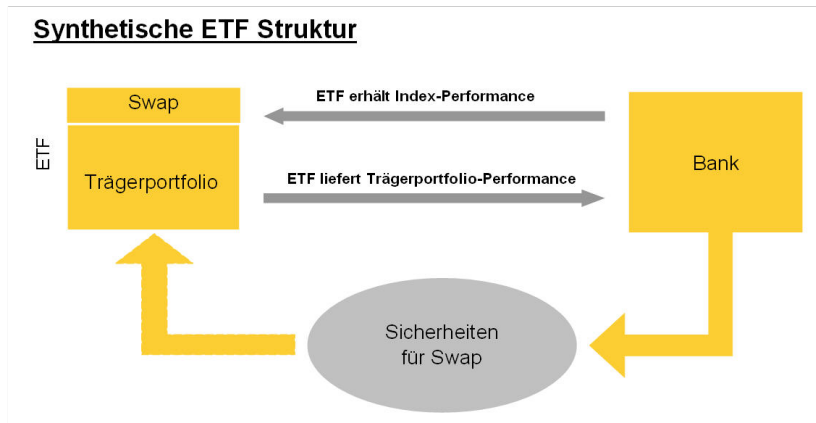 Synthetische ETF Struktur
Swap
ETF erhält Index-Performance
ETF
Trägerportfolio
ETF liefert Trägerportfolio-Performance
Bank
Sicherheiten
für Swap